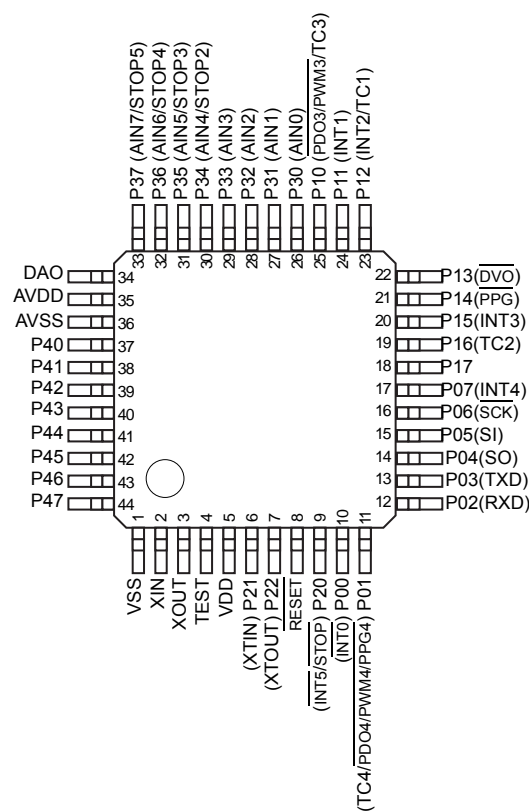 P37 (AIN7/STOP5)
P36 (AIN6/STOP4)
P35 (AIN5/STOP3)
P34 (AIN4/STOP2)
P33 (AIN3)
P32 (AIN2)
P31 (AIN1)
P30 (AIN0)
P10 (PDO3/PWM3/TC3)
P11 (INT1)
P12 (INT2/TC1)
33 32 31 30 29 28 27 26 25 24 23
DAO 34
AVDD 35
AVSS 36
P40 37
P41 38
P42 39
P43 40
P44 41
P45 42
P46 43
P47 44
22 P13(DVO)
21 P14(PPG)
20 P15(INT3)
19 P16(TC2)
18 P17
17 P07(INT4)
16 P06(SCK)
15 P05(SI)
14 P04(SO)
13 P03(TXD)
12 P02(RXD)
1 2 3 4 5 6 7 8 9 10 11
VSS
XIN
XOUT
TEST
VDD
(XTIN) P21
(XTOUT) P22
RESET
(INT5/STOP) P20
(INT0) P00
(TC4/PDO4/PWM4/PPG4) P01